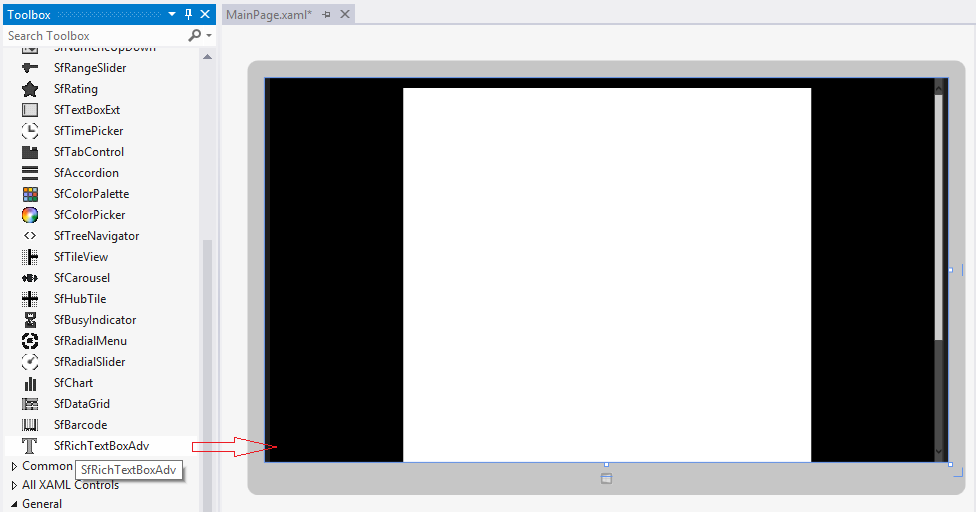 Toolbox
MainPage.xaml*
Search Toolbox
SfNumericUpDown
SfRangeSlider
SfRating
SfTextBoxExt
SfTimePicker
SfTabControl
SfAccordion
SfColorPalette
SfColorPicker
SfTreeNavigator
SfTileView
SfCarousel
SfHubTile
SfBusyIndicator
SfRadialMenu
SfRadialSlider
SfChart
SfDataGrid
SfBarcode
SfRichTextBoxAdv
Common
SfRichTextBoxAdv
All XAML Controls
General